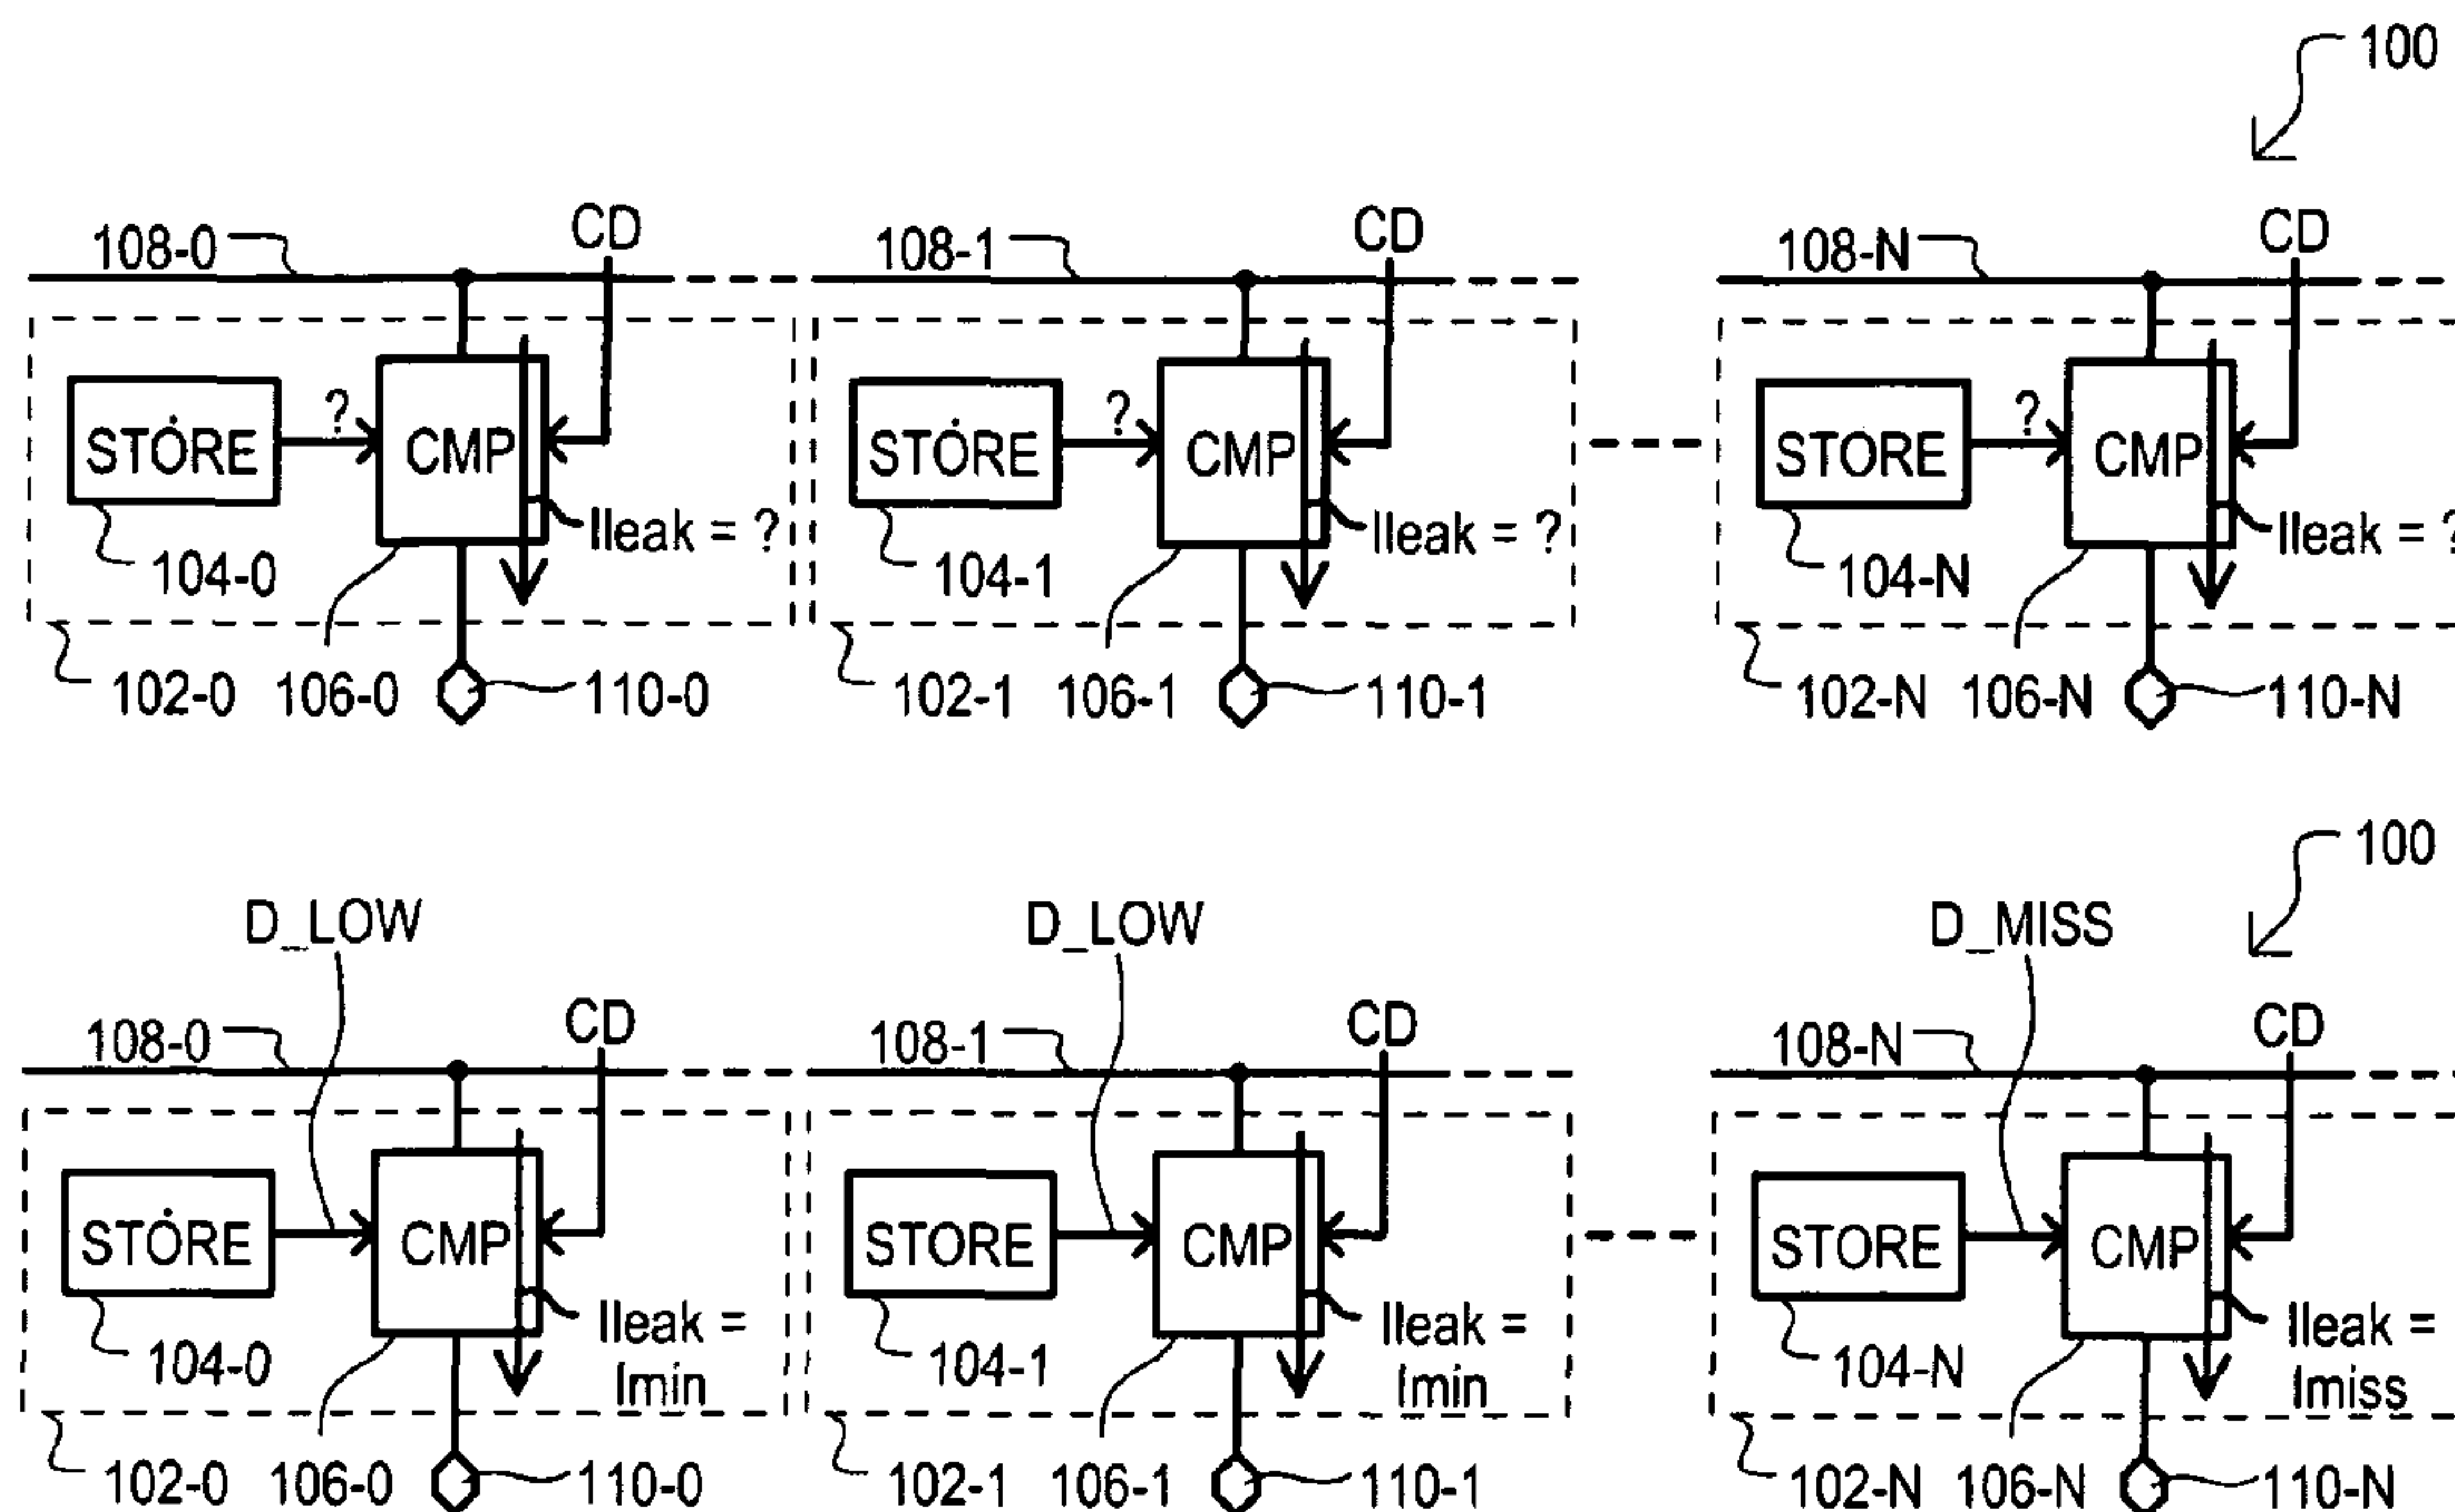 100
108-0 CD 108-1 CD 108-N CD
? ? ?
STORE CMP STORE CMP STORE CMP
Ileak = ? Ileak = ? Ileak = ?
104-0 104-1 104-N
102-0 106-0 110-0 102-1 106-1 110-1 102-N 106-N 110-N
100
D_LOW D_LOW D_MISS
108-0 CD 108-1 CD 108-N CD
STORE CMP STORE CMP STORE CMP
Ileak = Ileak = Ileak =
104-0 Imin 104-1 Imin 104-N Imiss
102-0 106-0 110-0 102-1 106-1 110-1 102-N 106-N 110-N